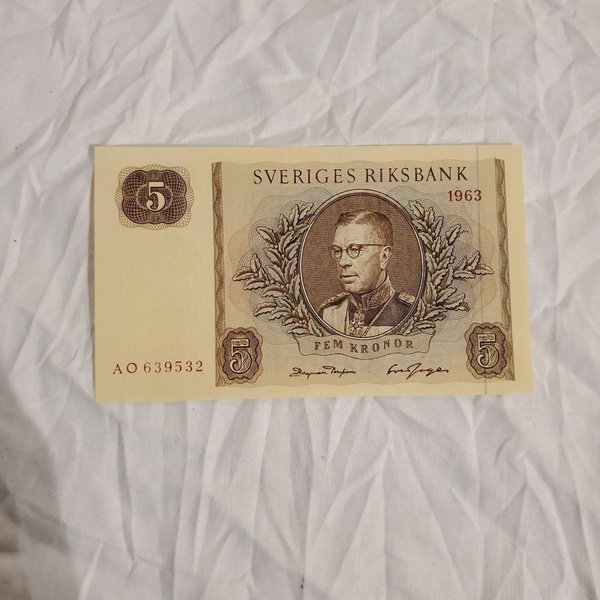 5
SVERIGES RIKSBANK
1963
FEM KRONOR
5
5
AO 639532